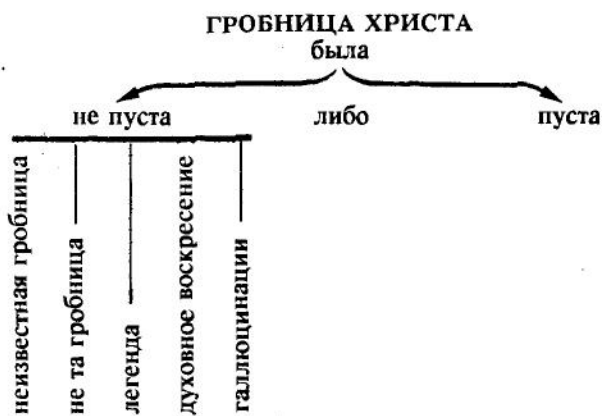 ГРОБНИЦА ХРИСТА
была
не пуста либо пуста
неизвестная гробница
не та гробница
легенда
духовное воскресение
галлюцинации